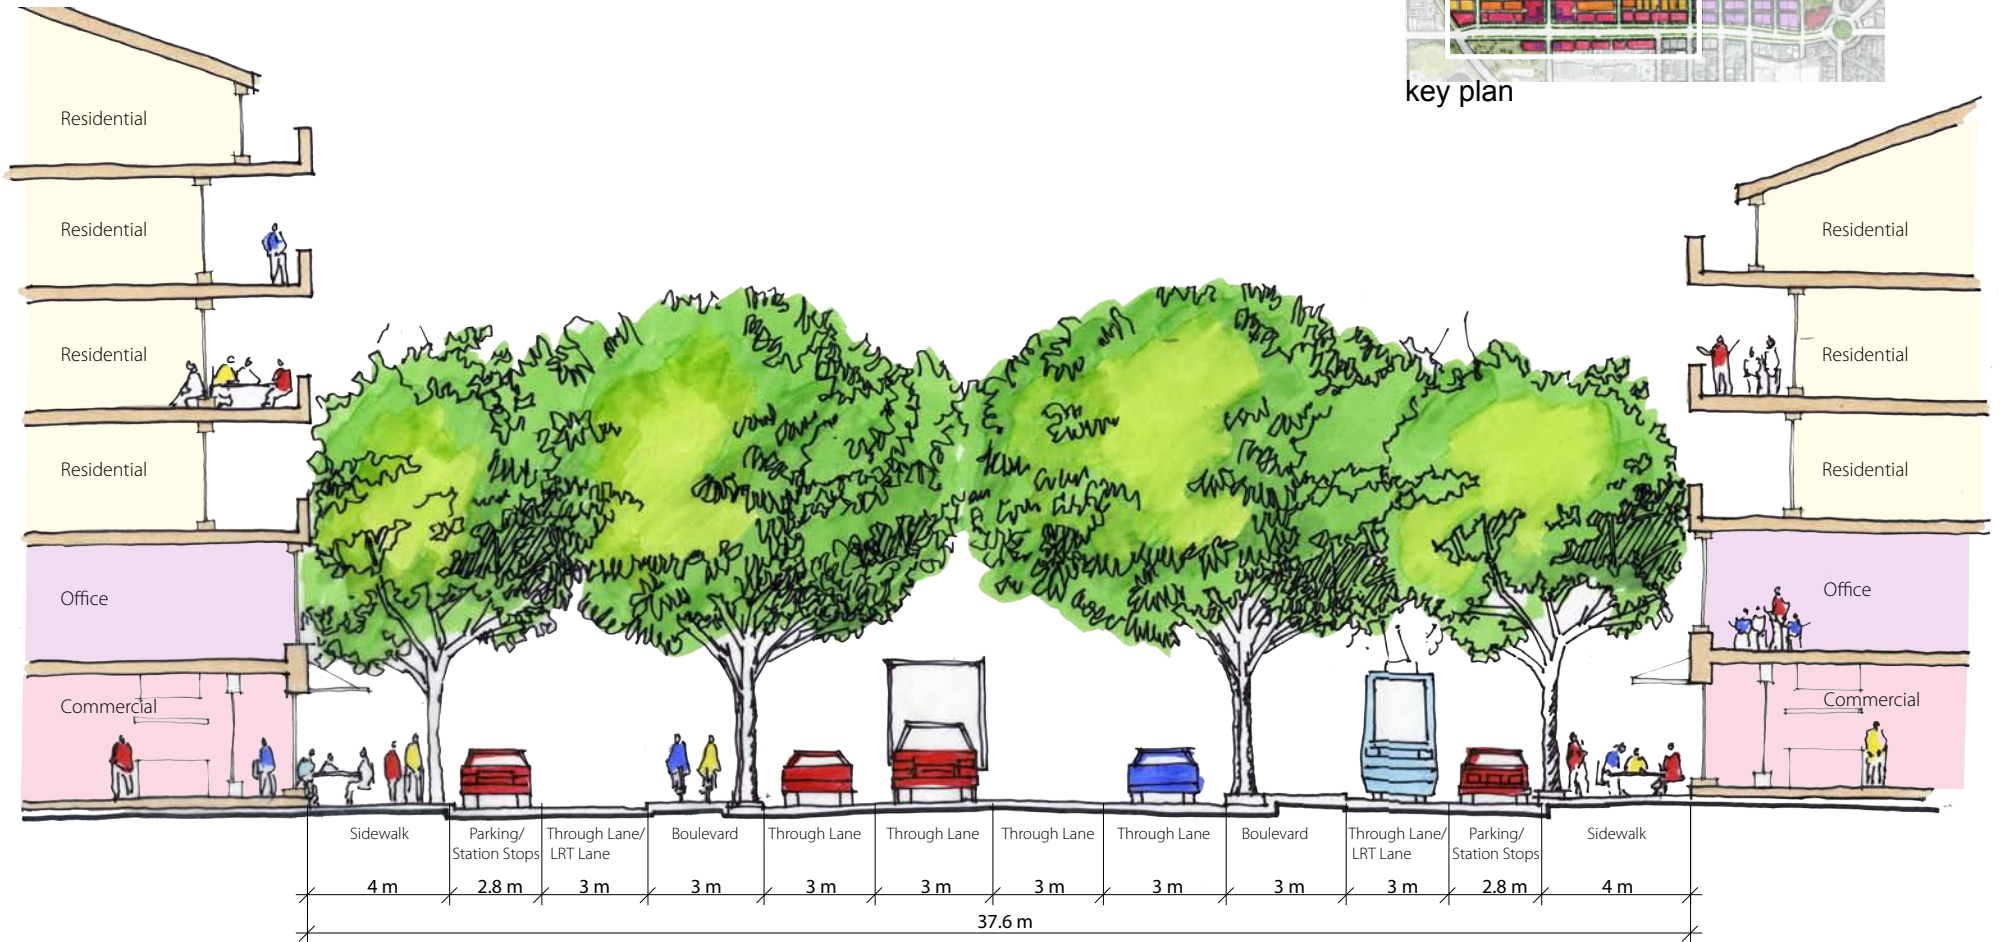 key plan
Residential
Residential
Residential
Residential
Residential
Residential
Residential
Office
Office
Commercial
Commercial
Sidewalk
Parking/
Station Stops
Through Lane/
LRT Lane
Boulevard
Through Lane
Through Lane
Through Lane
Through Lane
Boulevard
Through Lane/
LRT Lane
Parking/
Station Stops
Sidewalk
4 m
2.8 m
3 m
3 m
3 m
3 m
3 m
3 m
3 m
3 m
2.8 m
4 m
37.6 m